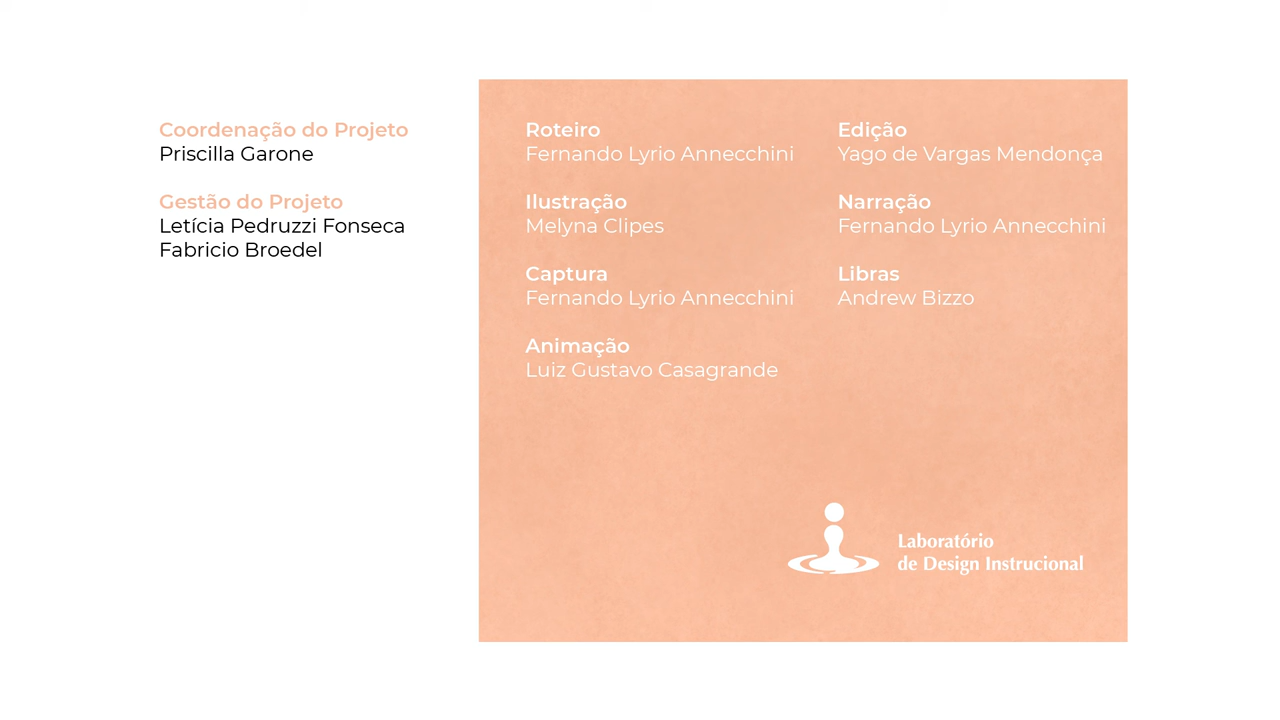 Coordenação do Projeto
Priscilla Garone
Gestão do Projeto
Letícia Pedruzzi Fonseca
Fabricio Broedel
Roteiro
Fernando Lyrio Annecchini
Ilustração
Melyna Clipes
Captura
Fernando Lyrio Annecchini
Animação
Luiz Gustavo Casagrande
Edição
Yago de Vargas Mendonça
Narração
Fernando Lyrio Annecchini
Libras
Andrew Bizzo
Laboratório
de Design Instrucional